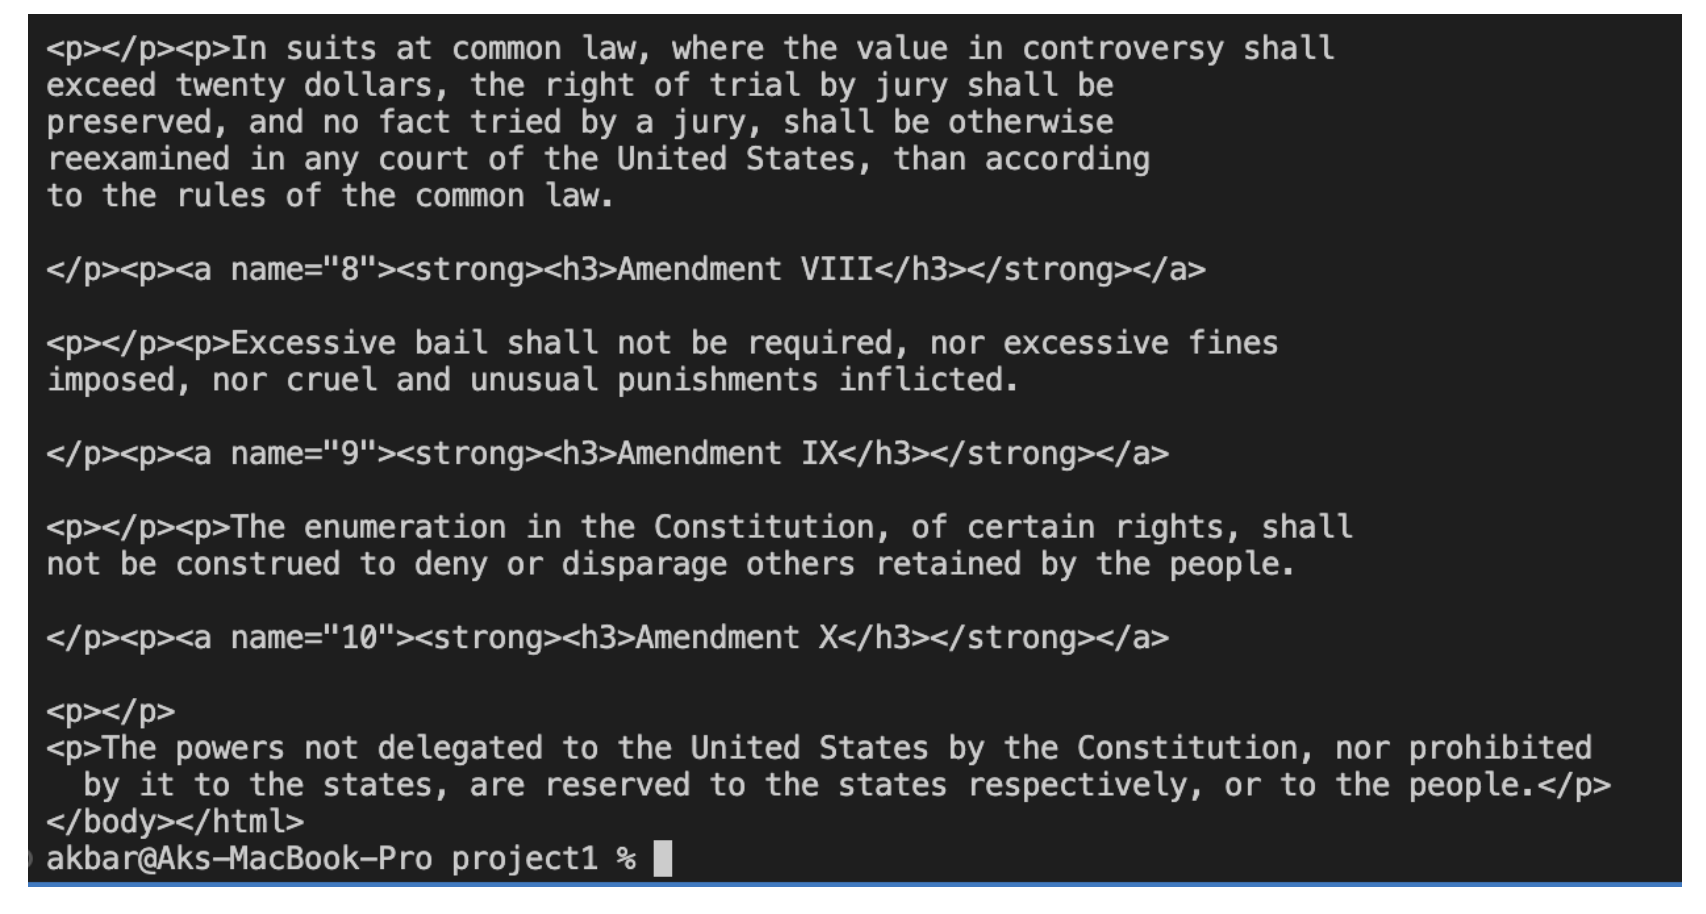 <p></p><p>In suits at common law, where the value in controversy shall
exceed twenty dollars, the right of trial by jury shall be
preserved, and no fact tried by a jury, shall be otherwise
reexamined in any court of the United States, than according
to the rules of the common law.
</p><p><a name="8"><strong><h3>Amendment VIII</h3></strong></a>
<p></p><p>Excessive bail shall not be required, nor excessive fines
imposed, nor cruel and unusual punishments inflicted.
</p><p><a name="9"><strong><h3>Amendment IX</h3></strong></a>
<p></p><p>The enumeration in the Constitution, of certain rights, shall
not be construed to deny or disparage others retained by the people.
</p><p><a name="10"><strong><h3>Amendment X</h3></strong></a>
<p></p>
<p>The powers not delegated to the United States by the Constitution, nor prohibited
  by it to the states, are reserved to the states respectively, or to the people.</p>
</body></html>
akbar@Aks-MacBook-Pro project1 %